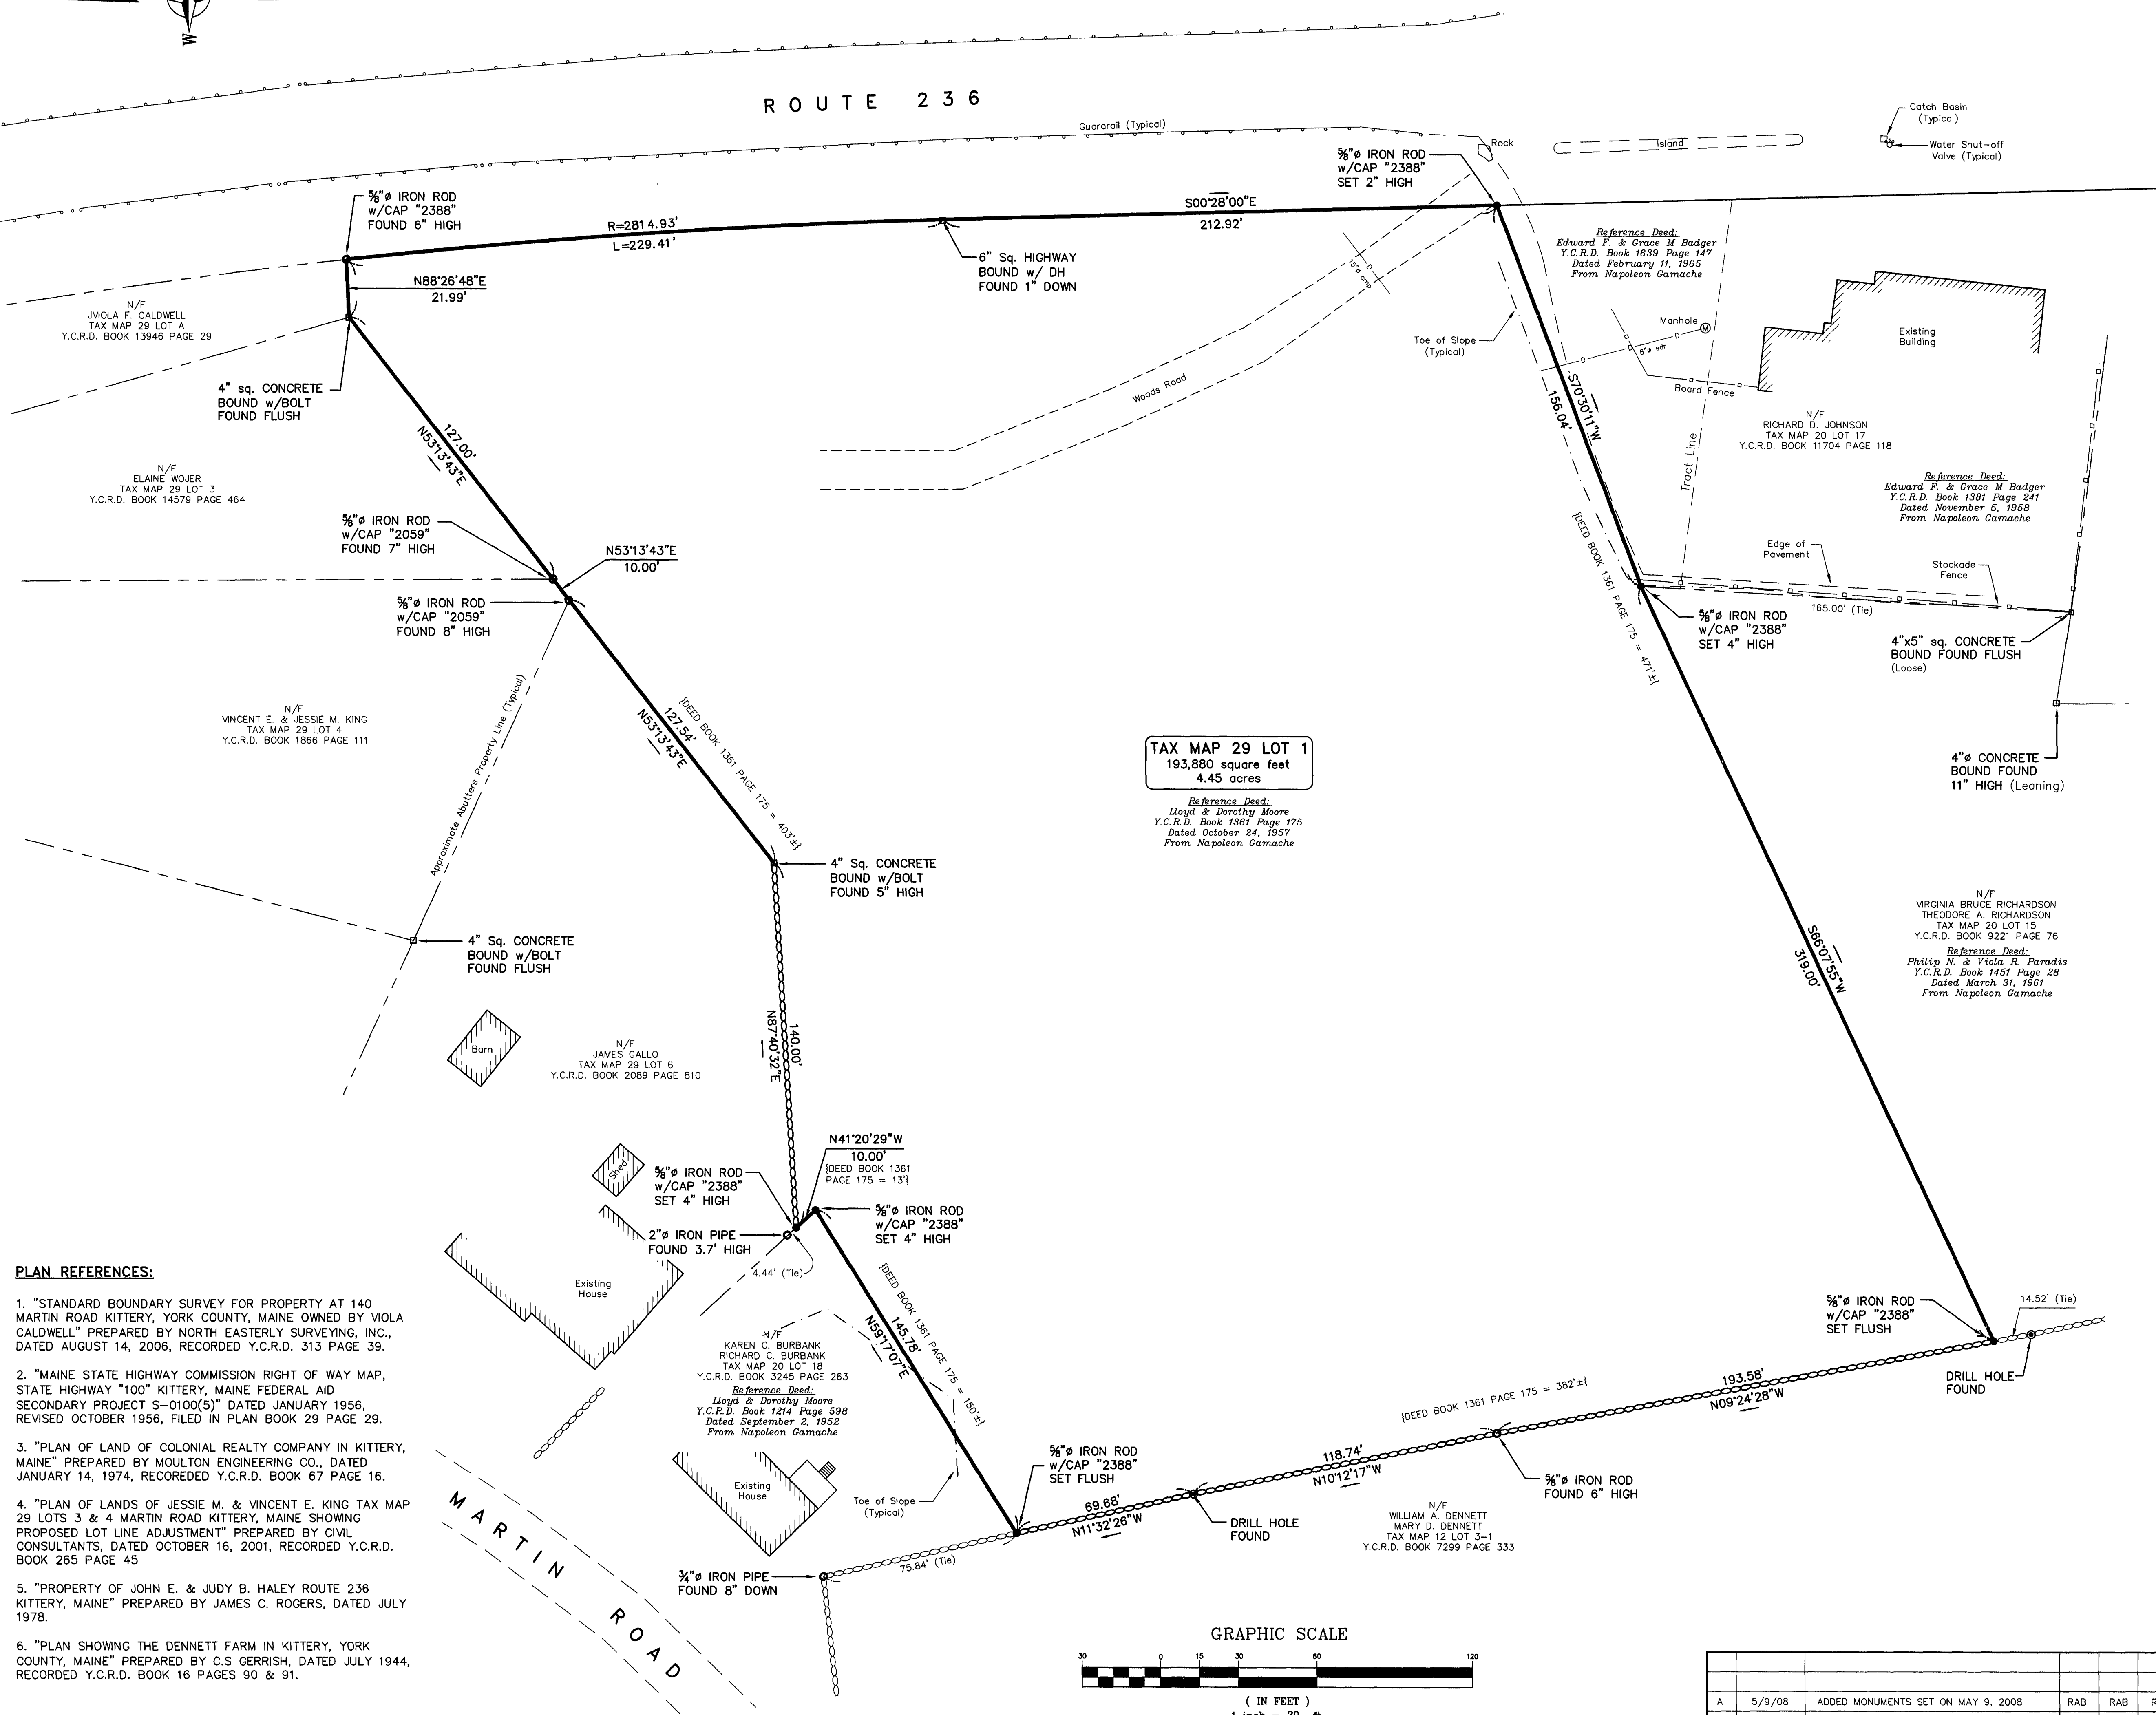 W
ROUTE 236
Guardrail (Typical)
Rock
Island
Catch Basin
(Typical)
Water Shut-off
Valve (Typical)
⅝"ø IRON ROD
w/CAP "2388"
FOUND 6" HIGH
R=2814.93'
L=229.41'
6" Sq. HIGHWAY
BOUND w/ DH
FOUND 1" DOWN
S00°28'00"E
212.92'
⅝"ø IRON ROD
w/CAP "2388"
SET 2" HIGH
N88°26'48"E
21.99'
N/F
JVIOLA F. CALDWELL
TAX MAP 29 LOT A
Y.C.R.D. BOOK 13946 PAGE 29
4" sq. CONCRETE
BOUND w/BOLT
FOUND FLUSH
127.00'
N53°13'43"E
N/F
ELAINE WOJER
TAX MAP 29 LOT 3
Y.C.R.D. BOOK 14579 PAGE 464
⅝"ø IRON ROD
w/CAP "2059"
FOUND 7" HIGH
N53°13'43"E
10.00'
⅝"ø IRON ROD
w/CAP "2059"
FOUND 8" HIGH
15"ø cmp
D
D
Woods Road
Toe of Slope
(Typical)
Reference Deed:
Edward F. & Grace M Badger
Y.C.R.D. Book 1639 Page 147
Dated February 11, 1965
From Napoleon Gamache
Manhole
M
D
D
D
8"ø sdr
Board Fence
Existing
Building
S70°30'11"W
156.04'
Tract Line
N/F
RICHARD D. JOHNSON
TAX MAP 20 LOT 17
Y.C.R.D. BOOK 11704 PAGE 118
Reference Deed:
Edward F. & Grace M Badger
Y.C.R.D. Book 1381 Page 241
Dated November 5, 1958
From Napoleon Gamache
Edge of
Pavement
Stockade
Fence
165.00' (Tie)
{DEED BOOK 1361 PAGE 175 = 471'±}
⅝"ø IRON ROD
w/CAP "2388"
SET 4" HIGH
4"x5" sq. CONCRETE
BOUND FOUND FLUSH
(Loose)
4"ø CONCRETE
BOUND FOUND
11" HIGH (Leaning)
N/F
VINCENT E. & JESSIE M. KING
TAX MAP 29 LOT 4
Y.C.R.D. BOOK 1866 PAGE 111
Approximate Abutters Property Line (Typical)
{DEED BOOK 1361 PAGE 175 = 403'±}
127.54'
N53°13'43"E
TAX MAP 29 LOT 1
193,880 square feet
4.45 acres
Reference Deed:
Lloyd & Dorothy Moore
Y.C.R.D. Book 1361 Page 175
Dated October 24, 1957
From Napoleon Gamache
4" Sq. CONCRETE
BOUND w/BOLT
FOUND 5" HIGH
4" Sq. CONCRETE
BOUND w/BOLT
FOUND FLUSH
N/F
VIRGINIA BRUCE RICHARDSON
THEODORE A. RICHARDSON
TAX MAP 20 LOT 15
Y.C.R.D. BOOK 9221 PAGE 76
Reference Deed:
Philip N. & Viola R. Paradis
Y.C.R.D. Book 1451 Page 28
Dated March 31, 1961
From Napoleon Gamache
S66°07'55"W
319.00'
Barn
N/F
JAMES GALLO
TAX MAP 29 LOT 6
Y.C.R.D. BOOK 2089 PAGE 810
140.00'
N87°40'32"E
N41°20'29"W
10.00'
{DEED BOOK 1361
PAGE 175 = 13'}
Shed
⅝"ø IRON ROD
w/CAP "2388"
SET 4" HIGH
⅝"ø IRON ROD
w/CAP "2388"
SET 4" HIGH
2"ø IRON PIPE
FOUND 3.7' HIGH
4.44' (Tie)
Existing
House
{DEED BOOK 1361 PAGE 175 = 150'±}
145.78'
N59°17'07"E
N/F
KAREN C. BURBANK
RICHARD C. BURBANK
TAX MAP 20 LOT 18
Y.C.R.D. BOOK 3245 PAGE 263
Reference Deed:
Lloyd & Dorothy Moore
Y.C.R.D. Book 1214 Page 598
Dated September 2, 1952
From Napoleon Gamache
Existing
House
Toe of Slope
(Typical)
⅝"ø IRON ROD
w/CAP "2388"
SET FLUSH
14.52' (Tie)
⅝"ø IRON ROD
w/CAP "2388"
SET FLUSH
DRILL HOLE
FOUND
{DEED BOOK 1361 PAGE 175 = 382'±}
193.58'
N09°24'28"W
118.74'
N10°12'17"W
⅝"ø IRON ROD
FOUND 6" HIGH
69.68'
N11°32'26"W
DRILL HOLE
FOUND
N/F
WILLIAM A. DENNETT
MARY D. DENNETT
TAX MAP 12 LOT 3-1
Y.C.R.D. BOOK 7299 PAGE 333
75.84' (Tie)
¾"ø IRON PIPE
FOUND 8" DOWN
MARTIN ROAD
PLAN REFERENCES:
1. "STANDARD BOUNDARY SURVEY FOR PROPERTY AT 140
MARTIN ROAD KITTERY, YORK COUNTY, MAINE OWNED BY VIOLA
CALDWELL" PREPARED BY NORTH EASTERLY SURVEYING, INC.,
DATED AUGUST 14, 2006, RECORDED Y.C.R.D. 313 PAGE 39.
2. "MAINE STATE HIGHWAY COMMISSION RIGHT OF WAY MAP,
STATE HIGHWAY "100" KITTERY, MAINE FEDERAL AID
SECONDARY PROJECT S-0100(5)" DATED JANUARY 1956,
REVISED OCTOBER 1956, FILED IN PLAN BOOK 29 PAGE 29.
3. "PLAN OF LAND OF COLONIAL REALTY COMPANY IN KITTERY,
MAINE" PREPARED BY MOULTON ENGINEERING CO., DATED
JANUARY 14, 1974, RECOREDED Y.C.R.D. BOOK 67 PAGE 16.
4. "PLAN OF LANDS OF JESSIE M. & VINCENT E. KING TAX MAP
29 LOTS 3 & 4 MARTIN ROAD KITTERY, MAINE SHOWING
PROPOSED LOT LINE ADJUSTMENT" PREPARED BY CIVIL
CONSULTANTS, DATED OCTOBER 16, 2001, RECORDED Y.C.R.D.
BOOK 265 PAGE 45
5. "PROPERTY OF JOHN E. & JUDY B. HALEY ROUTE 236
KITTERY, MAINE" PREPARED BY JAMES C. ROGERS, DATED JULY
1978.
6. "PLAN SHOWING THE DENNETT FARM IN KITTERY, YORK
COUNTY, MAINE" PREPARED BY C.S GERRISH, DATED JULY 1944,
RECORDED Y.C.R.D. BOOK 16 PAGES 90 & 91.
GRAPHIC SCALE
30 0 15 30 60 120
( IN FEET )
A 5/9/08 ADDED MONUMENTS SET ON MAY 9, 2008 RAB RAB